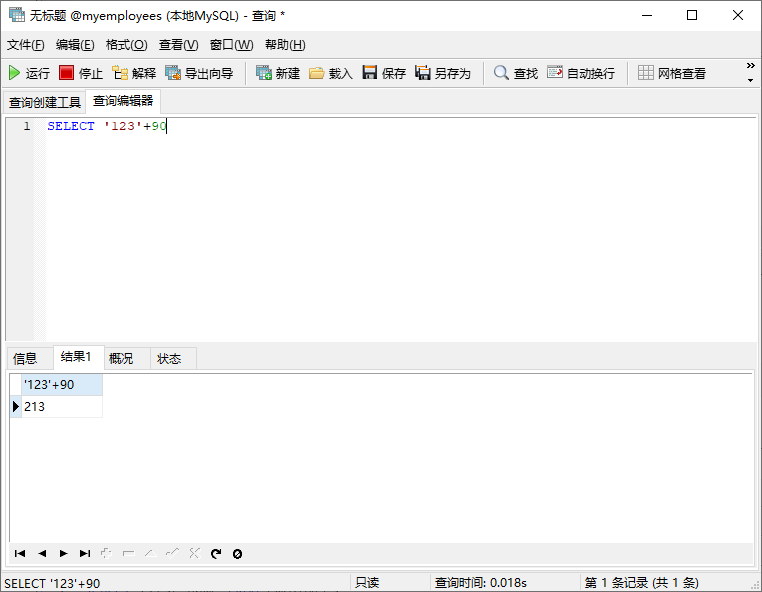 无标题 @myemployees (本地MySQL) - 查询 *
文件(F) 编辑(E) 格式(O) 查看(V) 窗口(W) 帮助(H)
运行 停止 解释 导出向导 新建 载入 保存 另存为 查找 自动换行 网格查看 »
查询创建工具 查询编辑器
1 SELECT '123'+90
信息 结果1 概况 状态
'123'+90
213
SELECT '123'+90 只读 查询时间: 0.018s 第 1 条记录 (共 1 条)